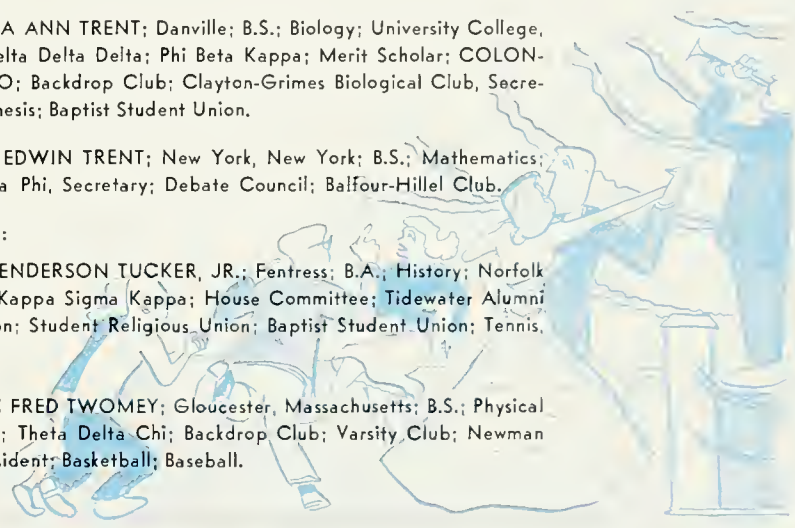 A ANN TRENT; Danville; B.S.; Biology; University College,
elta Delta Delta; Phi Beta Kappa; Merit Scholar; COLON-
O; Backdrop Club; Clayton-Grimes Biological Club, Secre-
nesis; Baptist Student Union.
EDWIN TRENT; New York, New York; B.S.; Mathematics;
a Phi, Secretary; Debate Council; Balfour-Hillel Club.
:
ENDERSON TUCKER, JR.; Fentress; B.A.; History; Norfolk
Kappa Sigma Kappa; House Committee; Tidewater Alumni
on; Student Religious Union; Baptist Student Union; Tennis,
FRED TWOMEY; Gloucester, Massachusetts; B.S.; Physical
; Theta Delta Chi; Backdrop Club; Varsity Club; Newman
sident; Basketball; Baseball.